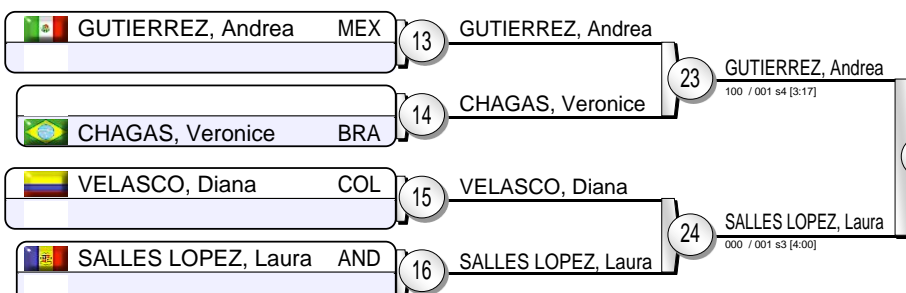 GUTIERREZ, Andrea MEX
13
GUTIERREZ, Andrea
23
GUTIERREZ, Andrea
100 / 001 s4 [3:17]
14
CHAGAS, Veronice
CHAGAS, Veronice BRA
VELASCO, Diana COL
15
VELASCO, Diana
24
SALLES LOPEZ, Laura
000 / 001 s3 [4:00]
SALLES LOPEZ, Laura AND
16
SALLES LOPEZ, Laura